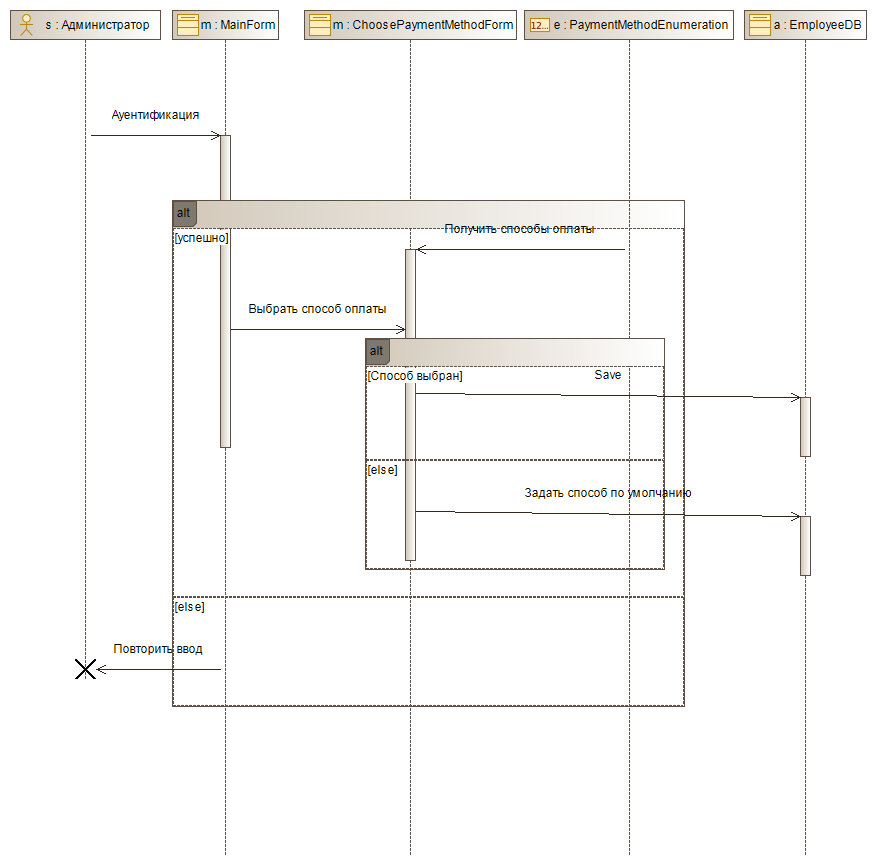 s : Администратор
m : MainForm
m : ChoosePaymentMethodForm
12...
e : PaymentMethodEnumeration
a : EmployeeDB
Ауентификация
alt
[успешно]
Получить способы оплаты
Выбрать способ оплаты
alt
[Способ выбран]
Save
[else]
Задать способ по умолчанию
[else]
Повторить ввод